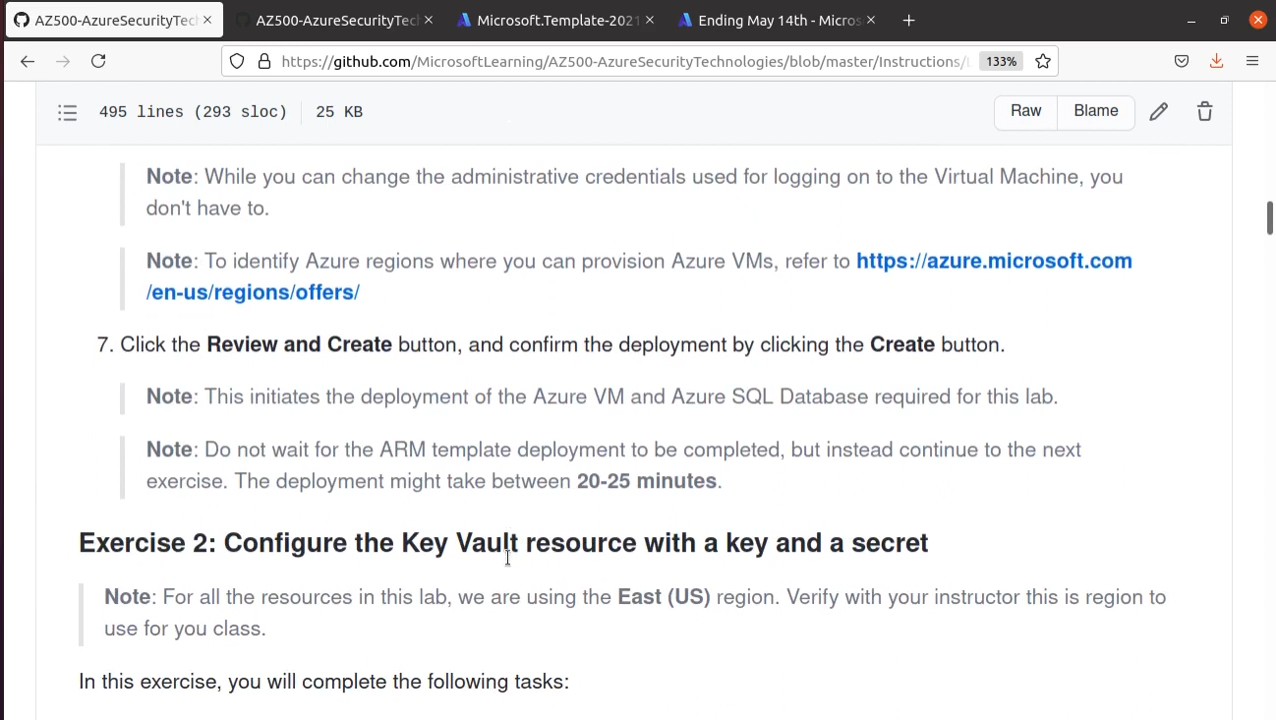 AZ500-AzureSecurityTec
AZ500-AzureSecurityTec
Microsoft.Template-2021
Ending May 14th - Micros
https://github.com/MicrosoftLearning/AZ500-AzureSecurityTechnologies/blob/master/Instructions/
133%
495 lines (293 sloc)
25 KB
Raw
Blame
Note: While you can change the administrative credentials used for logging on to the Virtual Machine, you
don't have to.
Note: To identify Azure regions where you can provision Azure VMs, refer to https://azure.microsoft.com
/en-us/regions/offers/
7. Click the Review and Create button, and confirm the deployment by clicking the Create button.
Note: This initiates the deployment of the Azure VM and Azure SQL Database required for this lab.
Note: Do not wait for the ARM template deployment to be completed, but instead continue to the next
exercise. The deployment might take between 20-25 minutes.
Exercise 2: Configure the Key Vault resource with a key and a secret
Note: For all the resources in this lab, we are using the East (US) region. Verify with your instructor this is region to
use for you class.
In this exercise, you will complete the following tasks: